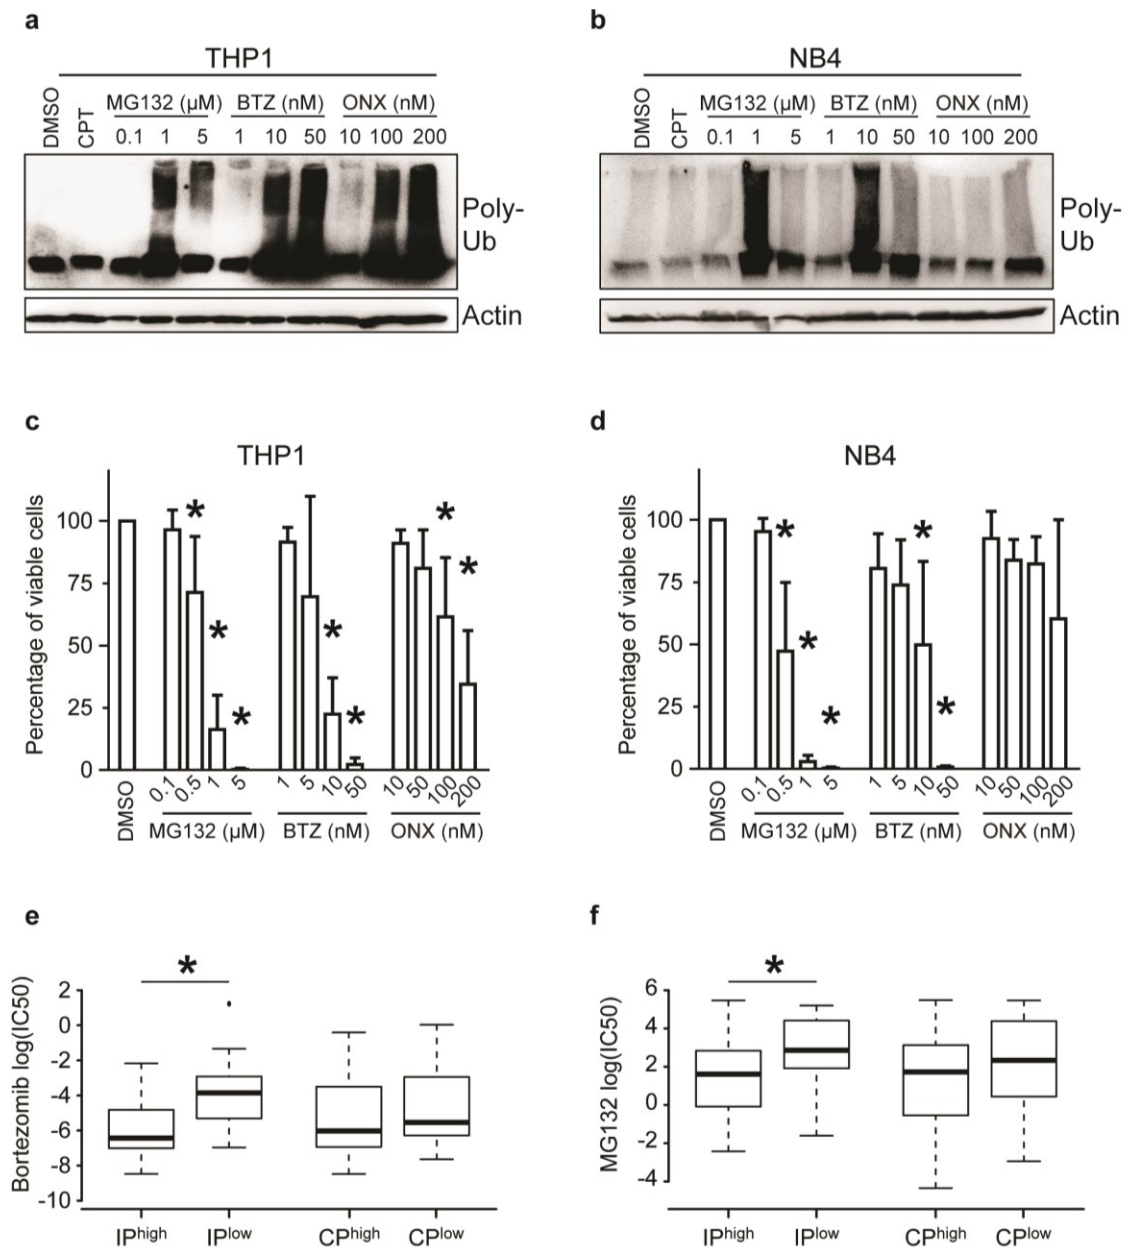 a
THP1
DMSO
CPT
MG132 (µM) BTZ (nM) ONX (nM)
0.1 1 5 1 10 50 10 100 200
Poly-
Ub
Actin
b
NB4
DMSO
CPT
MG132 (µM) BTZ (nM) ONX (nM)
0.1 1 5 1 10 50 10 100 200
Poly-
Ub
Actin
c
THP1
Percentage of viable cells
100
75
50
25
0
* * * * * * *
DMSO
0.1 0.5 1 5 1 5 10 50 10 50 100 200
MG132 (µM) BTZ (nM) ONX (nM)
d
NB4
Percentage of viable cells
100
75
50
25
0
* * * * *
DMSO
0.1 0.5 1 5 1 5 10 50 10 50 100 200
MG132 (µM) BTZ (nM) ONX (nM)
e
*
Bortezomib log(IC50)
2
0
-2
-4
-6
-8
-10
IPhigh IPlow CPhigh CPlow
f
*
MG132 log(IC50)
6
4
2
0
-2
-4
IPhigh IPlow CPhigh CPlow